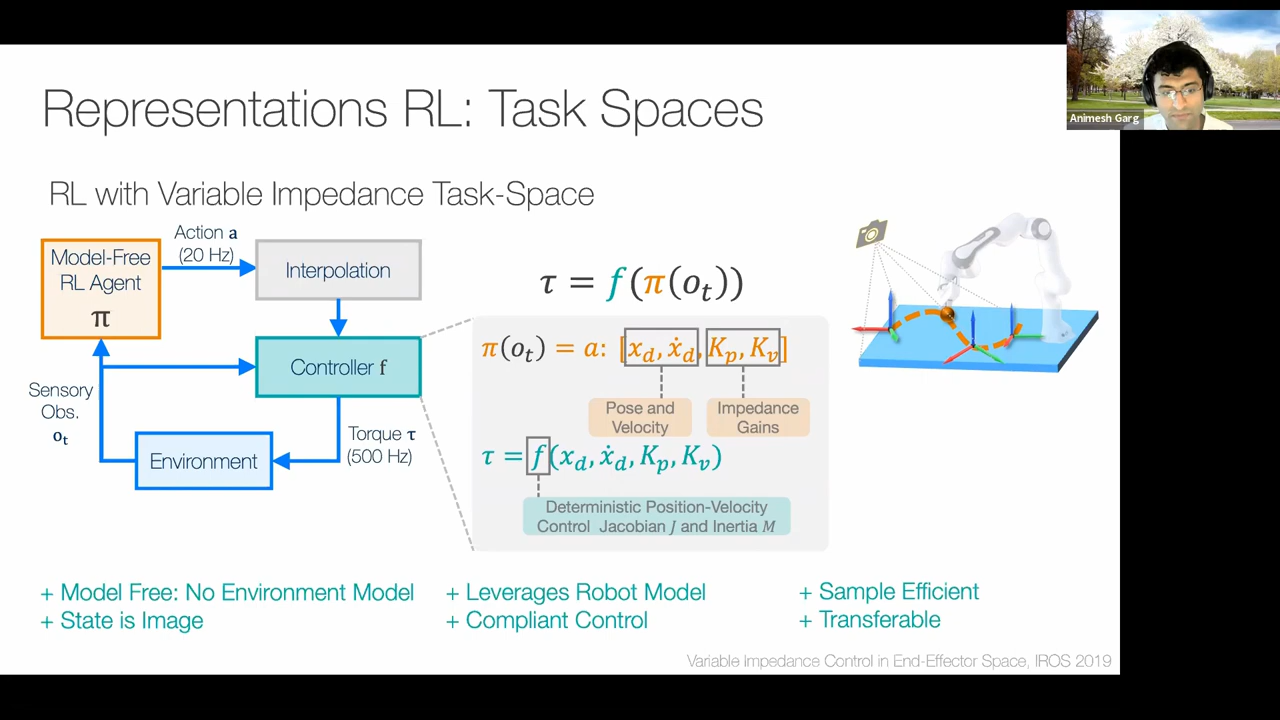 Animesh Garg
Representations RL: Task Spaces
RL with Variable Impedance Task-Space
Action a
(20 Hz)
Model-Free
RL Agent
π
Interpolation
Controller f
Sensory
Obs.
oₜ
Environment
Torque τ
(500 Hz)
τ = f(π(oₜ))
π(oₜ) = a: [x_d, ẋ_d, K_p, K_v]
Pose and
Velocity
Impedance
Gains
τ = f(x_d, ẋ_d, K_p, K_v)
Deterministic Position-Velocity
Control Jacobian J and Inertia M
+ Model Free: No Environment Model
+ State is Image
+ Leverages Robot Model
+ Compliant Control
+ Sample Efficient
+ Transferable
Variable Impedance Control in End-Effector Space, IROS 2019